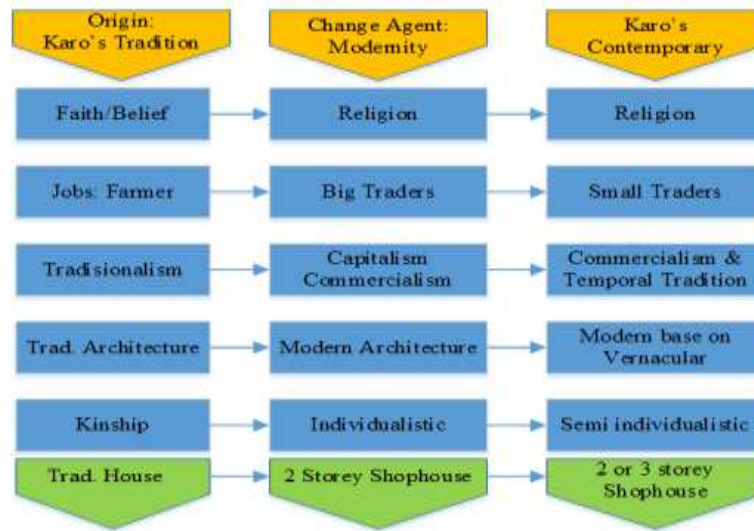 Origin:
Karo's Tradition
Change Agent:
Modernity
Karo's
Contemporary
Faith/Belief
Religion
Religion
Jobs: Farmer
Big Traders
Small Traders
Tradisionalism
Capitalism
Commercialism
Commercialism &
Temporal Tradition
Trad. Architecture
Modern Architecture
Modern base on
Vernacular
Kinship
Individualistic
Semi individualistic
Trad. House
2 Storey Shophouse
2 or 3 storey
Shophouse